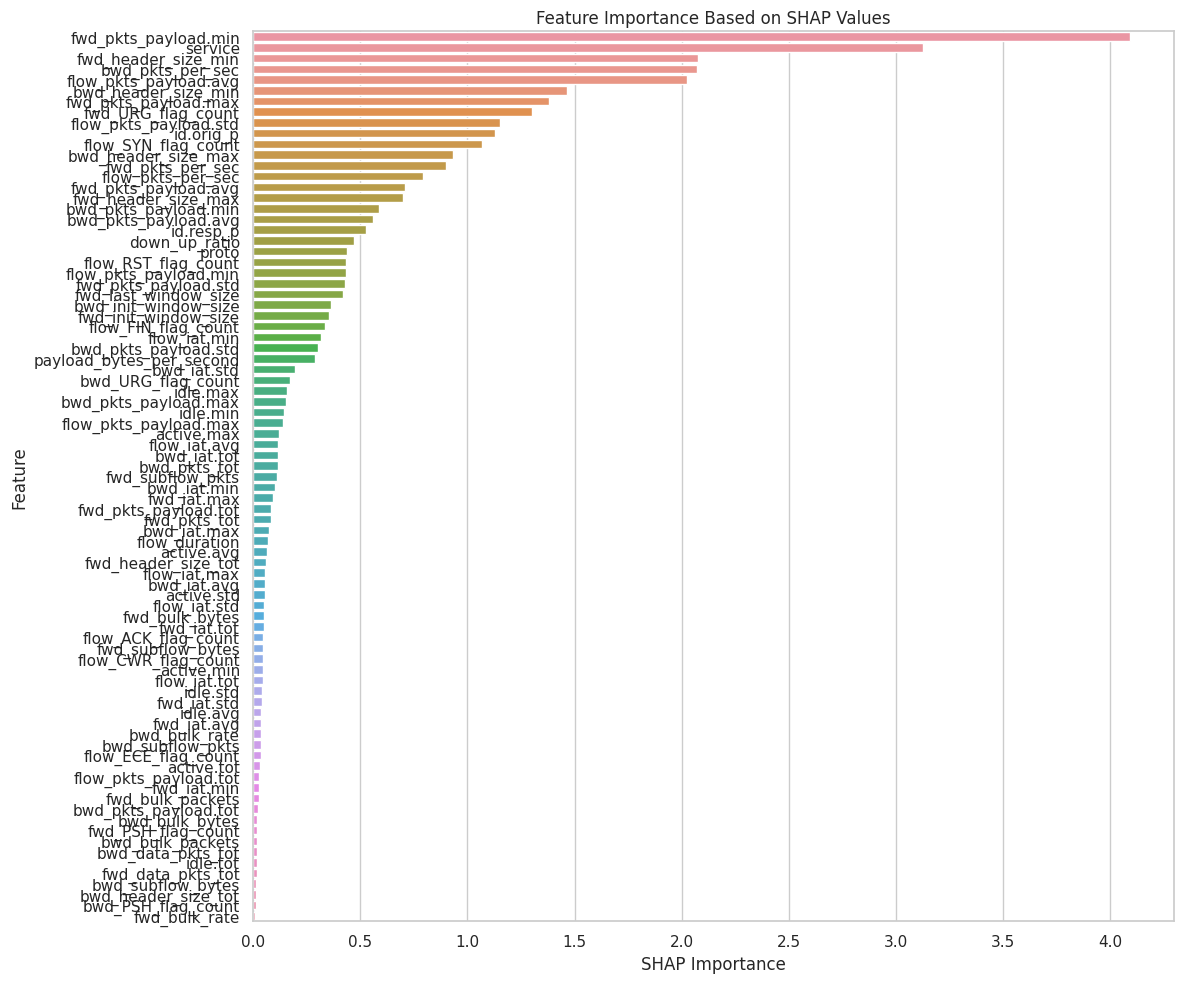 Feature Importance Based on SHAP Values
fwd_pkts_payload.min
service
fwd_header_size_min
bwd_pkts_per_sec
flow_pkts_payload.avg
bwd_header_size_min
fwd_pkts_payload.max
fwd_URG_flag_count
flow_pkts_payload.std
id.orig_p
flow_SYN_flag_count
bwd_header_size_max
fwd_pkts_per_sec
flow_pkts_per_sec
fwd_pkts_payload.avg
fwd_header_size_max
bwd_pkts_payload.min
bwd_pkts_payload.avg
id.resp_p
down_up_ratio
proto
flow_RST_flag_count
flow_pkts_payload.min
fwd_pkts_payload.std
fwd_last_window_size
bwd_init_window_size
fwd_init_window_size
flow_FIN_flag_count
flow_iat.min
bwd_pkts_payload.std
payload_bytes_per_second
bwd_iat.std
bwd_URG_flag_count
idle.max
bwd_pkts_payload.max
idle.min
flow_pkts_payload.max
active.max
flow_iat.avg
bwd_iat.tot
bwd_pkts_tot
fwd_subflow_pkts
bwd_iat.min
fwd_iat.max
fwd_pkts_payload.tot
fwd_pkts_tot
bwd_iat.max
flow_duration
active.avg
fwd_header_size_tot
flow_iat.max
bwd_iat.avg
active.std
flow_iat.std
fwd_bulk_bytes
fwd_iat.tot
flow_ACK_flag_count
fwd_subflow_bytes
flow_CWR_flag_count
active.min
flow_iat.tot
idle.std
fwd_iat.std
idle.avg
fwd_iat.avg
bwd_bulk_rate
bwd_subflow_pkts
flow_ECE_flag_count
active.tot
flow_pkts_payload.tot
fwd_iat.min
fwd_bulk_packets
bwd_pkts_payload.tot
bwd_bulk_bytes
fwd_PSH_flag_count
bwd_bulk_packets
bwd_data_pkts_tot
idle.tot
fwd_data_pkts_tot
bwd_subflow_bytes
bwd_header_size_tot
bwd_PSH_flag_count
fwd_bulk_rate
Feature
0.0 0.5 1.0 1.5 2.0 2.5 3.0 3.5 4.0
SHAP Importance